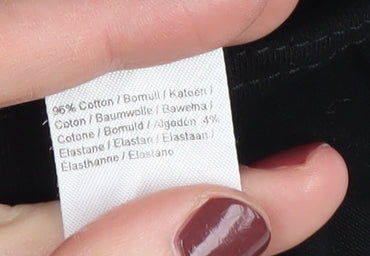 96% Cotton / Bomull / Katoen /
Coton / Baumwolle / Bawełna /
Cotone / Bomuld / Algodón 4%
Elastane / Elastan / Elastaan /
Élasthanne / Elastano